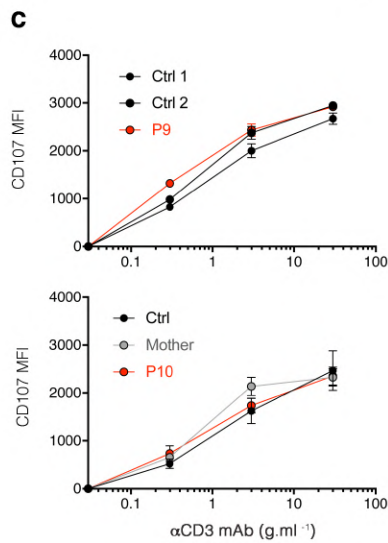 c
4000
3000
2000
1000
0
CD107 MFI
Ctrl 1
Ctrl 2
P9
0.1
1
10
100
4000
3000
2000
1000
0
CD107 MFI
Ctrl
Mother
P10
0.1
1
10
100
αCD3 mAb (g.ml ⁻¹)